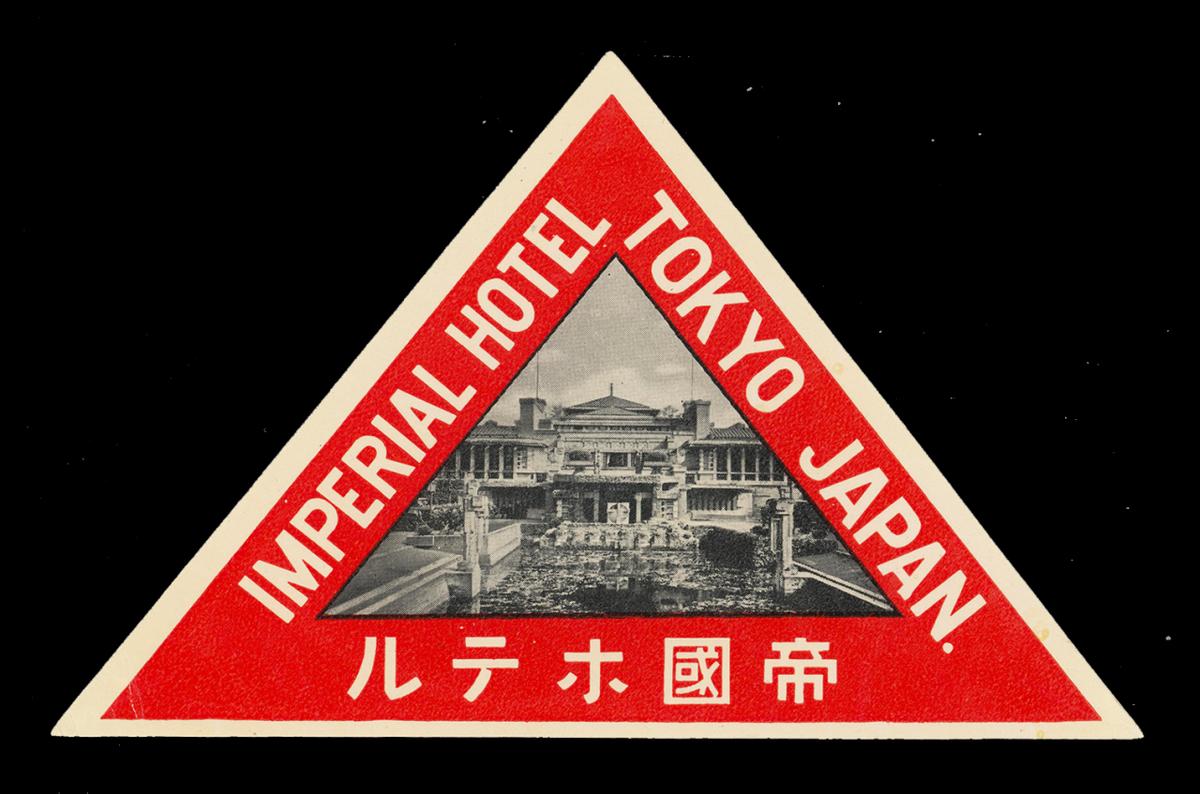 IMPERIAL HOTEL
TOKYO JAPAN.
帝國ホテル